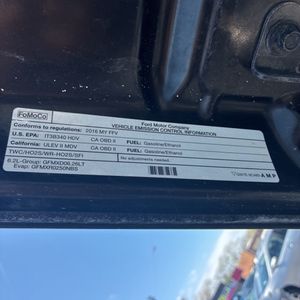 FoMoCo
Ford Motor Company
VEHICLE EMISSION CONTROL INFORMATION
Conforms to regulations: 2016 MY FFV
U.S. EPA: IT3B340 HDV CA OBD II FUEL: Gasoline/Ethanol
California: ULEV II MDV CA OBD II FUEL: Gasoline/Ethanol
TWC/HO2S/WR-HO2S/SFI No adjustments needed.
6.2L-Group: GFMXD06.26LT
Evap: GFMXR0250NBS
AMP